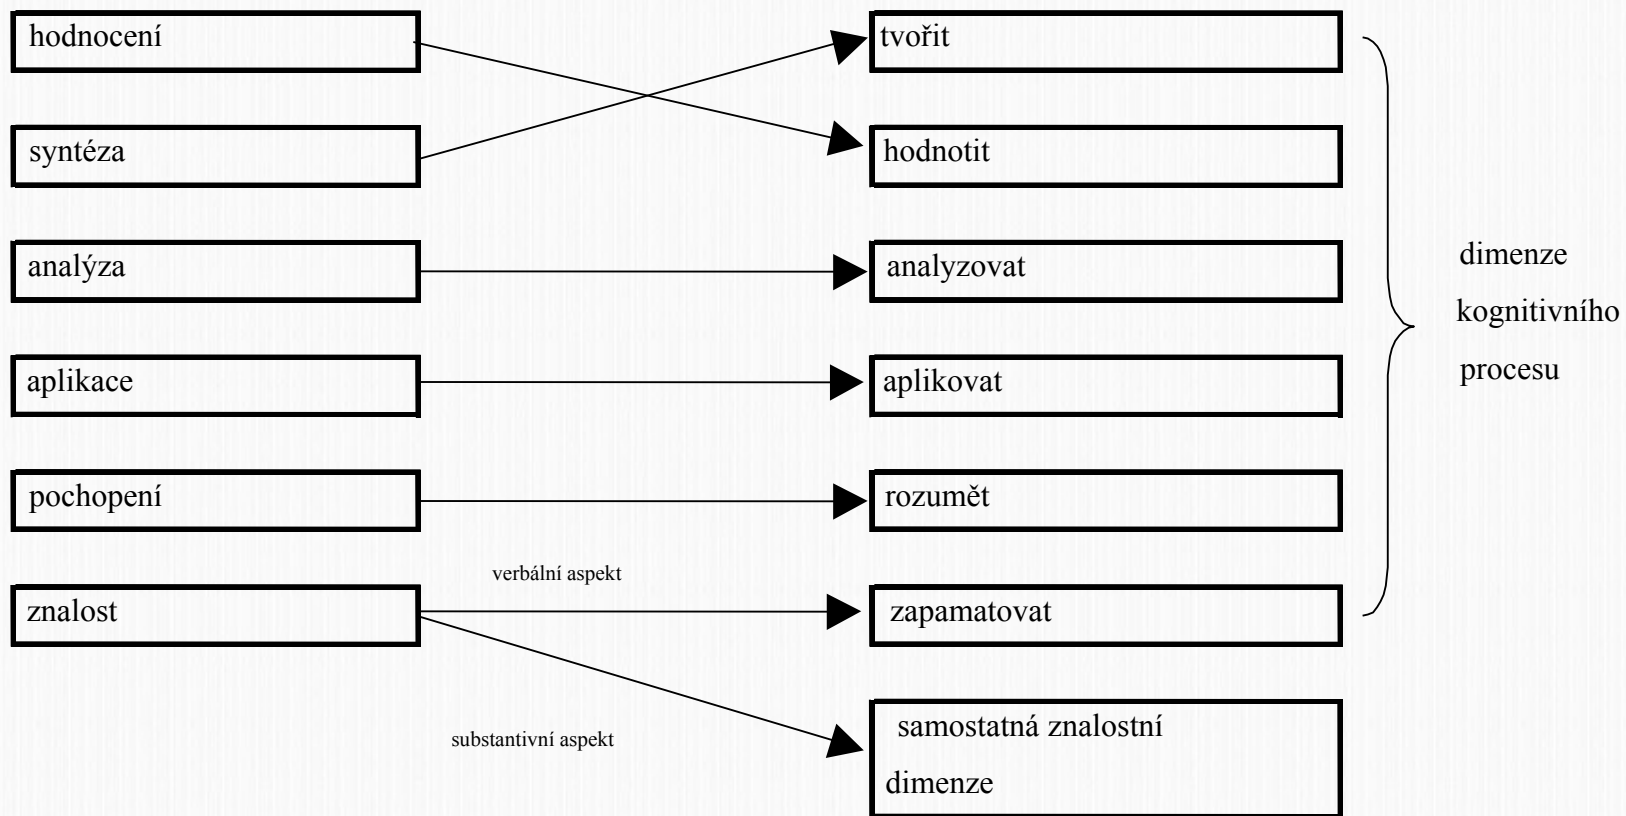 hodnocení
tvořit
syntéza
hodnotit
analýza
analyzovat
dimenze
kognitivního
procesu
aplikace
aplikovat
pochopení
rozumět
verbální aspekt
znalost
zapamatovat
substantivní aspekt
samostatná znalostní
dimenze